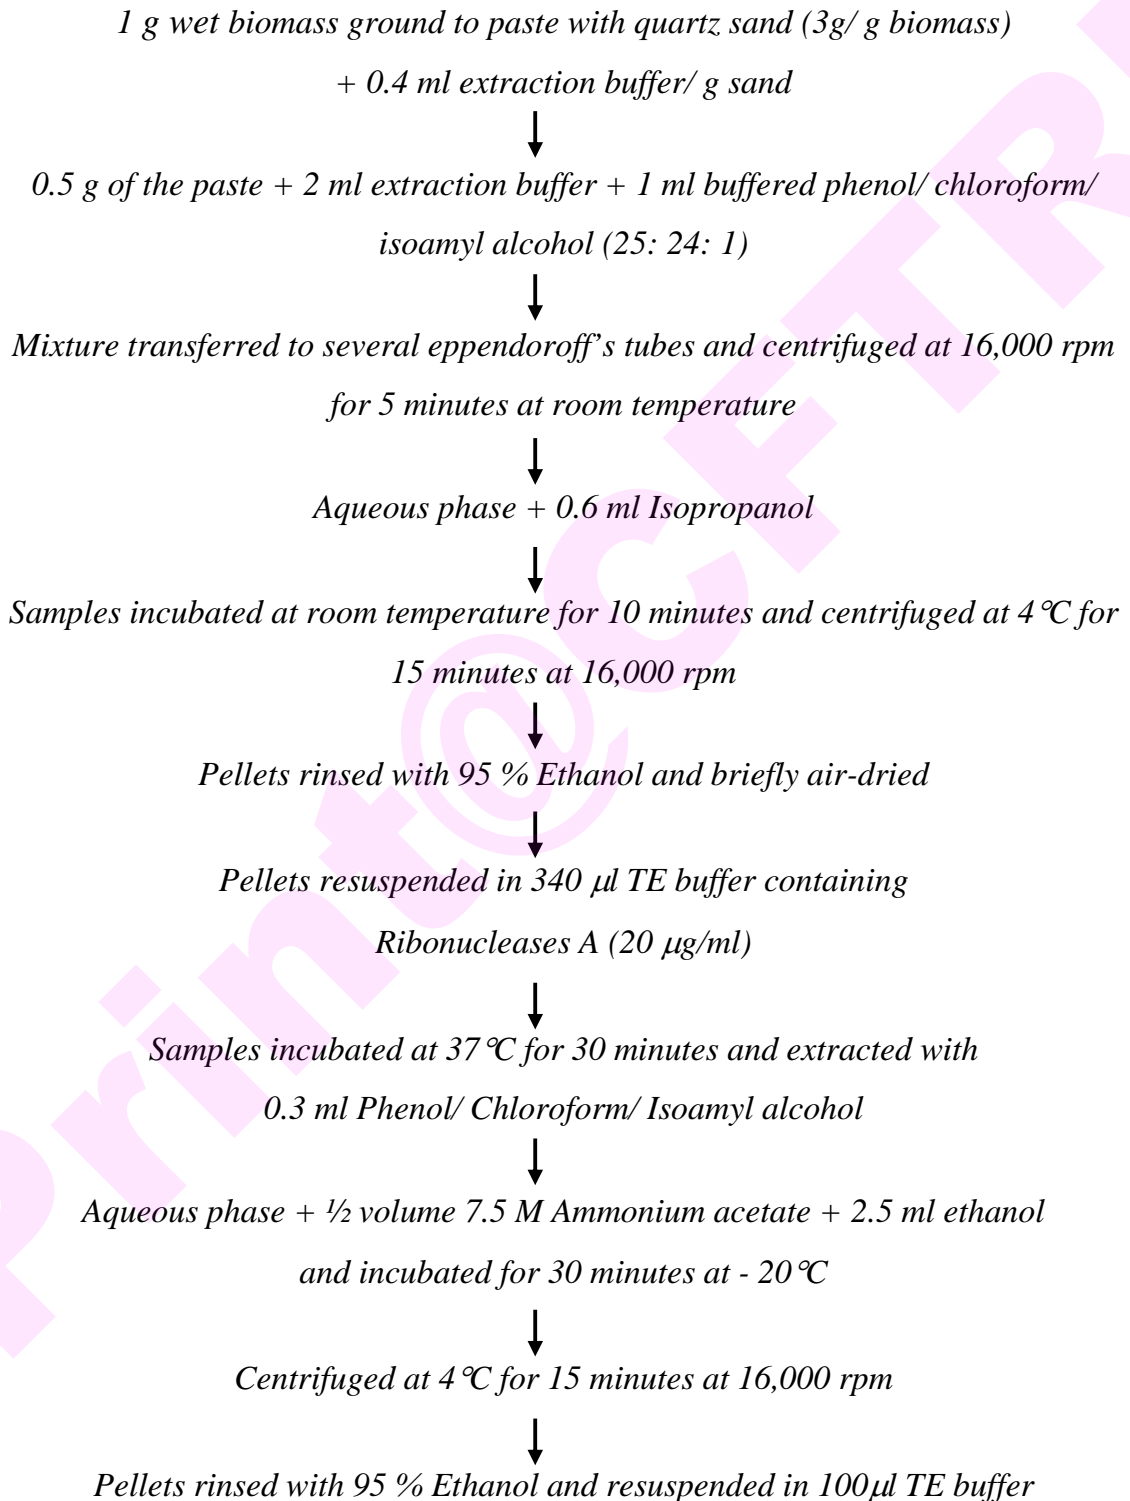 1 g wet biomass ground to paste with quartz sand (3g/ g biomass)
+ 0.4 ml extraction buffer/ g sand
0.5 g of the paste + 2 ml extraction buffer + 1 ml buffered phenol/ chloroform/
isoamyl alcohol (25: 24: 1)
Mixture transferred to several eppendoroff's tubes and centrifuged at 16,000 rpm
for 5 minutes at room temperature
Aqueous phase + 0.6 ml Isopropanol
Samples incubated at room temperature for 10 minutes and centrifuged at 4°C for
15 minutes at 16,000 rpm
Pellets rinsed with 95 % Ethanol and briefly air-dried
Pellets resuspended in 340 μl TE buffer containing
Ribonucleases A (20 μg/ml)
Samples incubated at 37°C for 30 minutes and extracted with
0.3 ml Phenol/ Chloroform/ Isoamyl alcohol
Aqueous phase + ½ volume 7.5 M Ammonium acetate + 2.5 ml ethanol
and incubated for 30 minutes at - 20°C
Centrifuged at 4°C for 15 minutes at 16,000 rpm
Pellets rinsed with 95 % Ethanol and resuspended in 100μl TE buffer
Print@CFTR